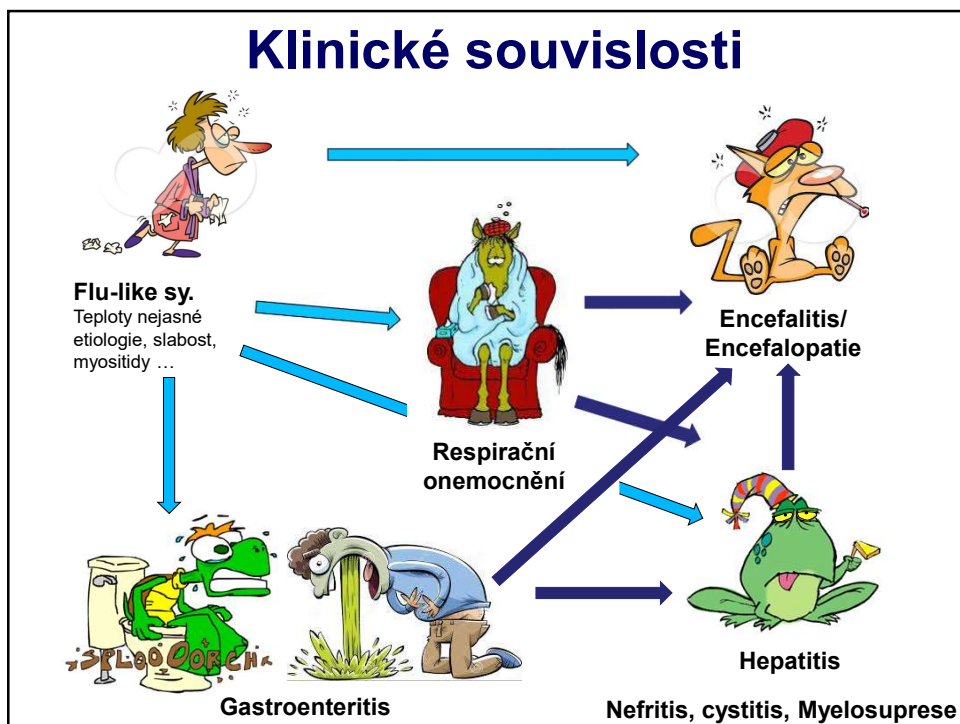 Klinické souvislosti
Flu-like sy.
Teploty nejasné
etiologie, slabost,
myositidy …
Encefalitis/
Encefalopatie
Respirační
onemocnění
Hepatitis
Gastroenteritis
Nefritis, cystitis, Myelosuprese